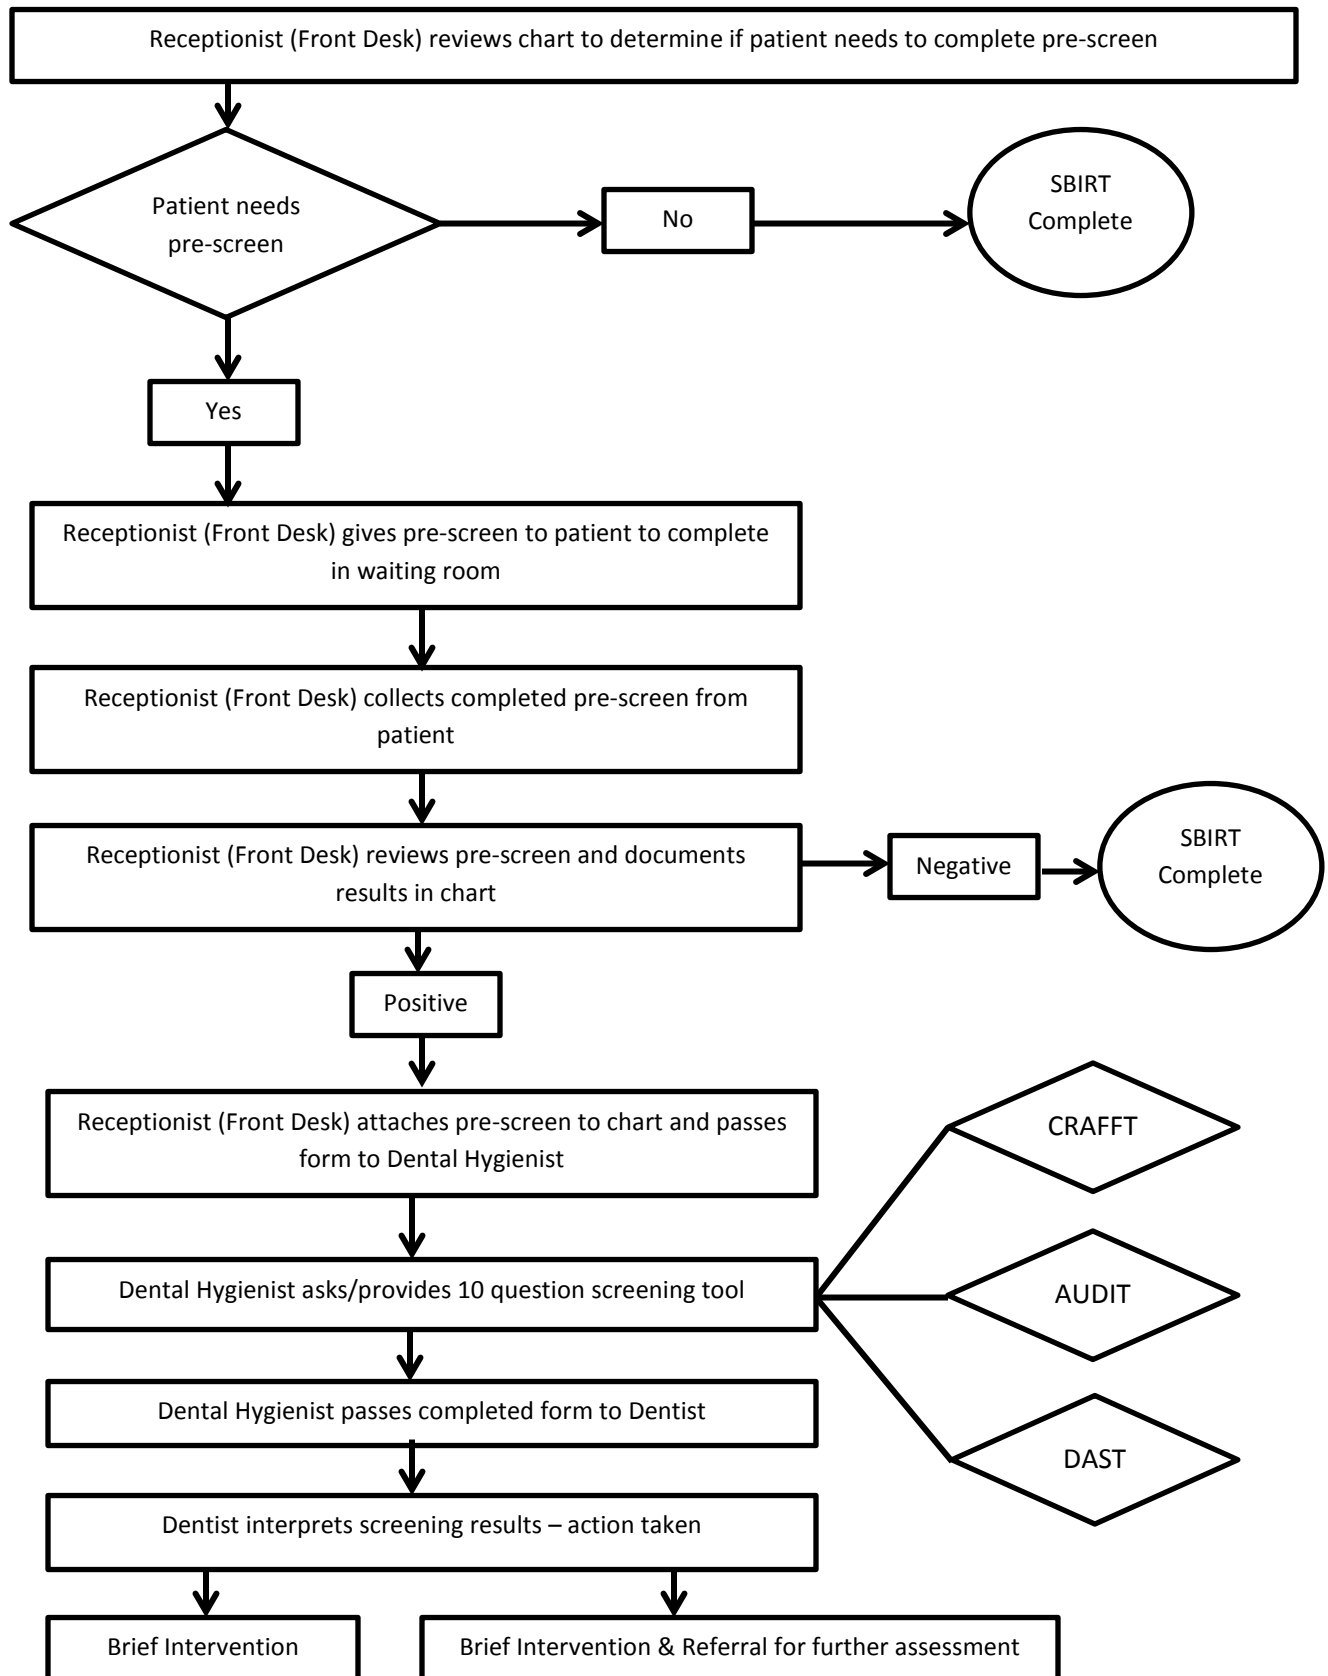 Receptionist (Front Desk) reviews chart to determine if patient needs to complete pre-screen
Patient needs
pre-screen
No
SBIRT
Complete
Yes
Receptionist (Front Desk) gives pre-screen to patient to complete
in waiting room
Receptionist (Front Desk) collects completed pre-screen from
patient
Receptionist (Front Desk) reviews pre-screen and documents
results in chart
Negative
SBIRT
Complete
Positive
Receptionist (Front Desk) attaches pre-screen to chart and passes
form to Dental Hygienist
CRAFFT
Dental Hygienist asks/provides 10 question screening tool
AUDIT
Dental Hygienist passes completed form to Dentist
DAST
Dentist interprets screening results – action taken
Brief Intervention
Brief Intervention & Referral for further assessment